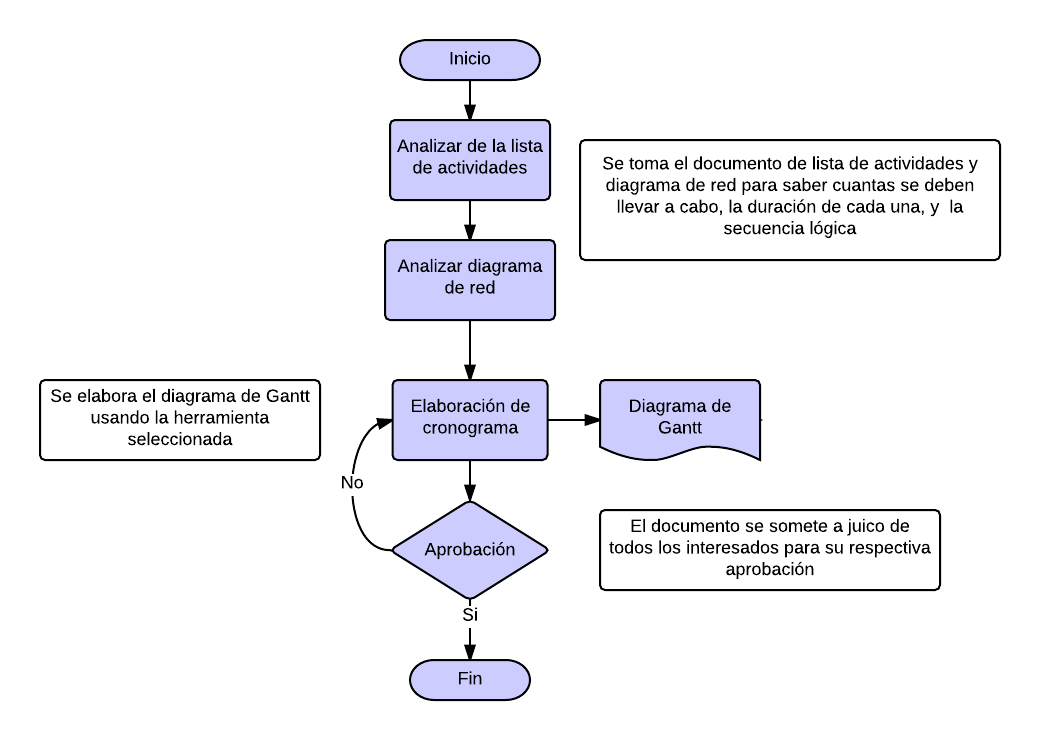 Inicio
Analizar de la lista
de actividades
Se toma el documento de lista de actividades y
diagrama de red para saber cuantas se deben
llevar a cabo, la duración de cada una, y la
secuencia lógica
Analizar diagrama
de red
Se elabora el diagrama de Gantt
usando la herramienta
seleccionada
Elaboración de
cronograma
Diagrama de
Gantt
No
Aprobación
El documento se somete a juico de
todos los interesados para su respectiva
aprobación
Si
Fin